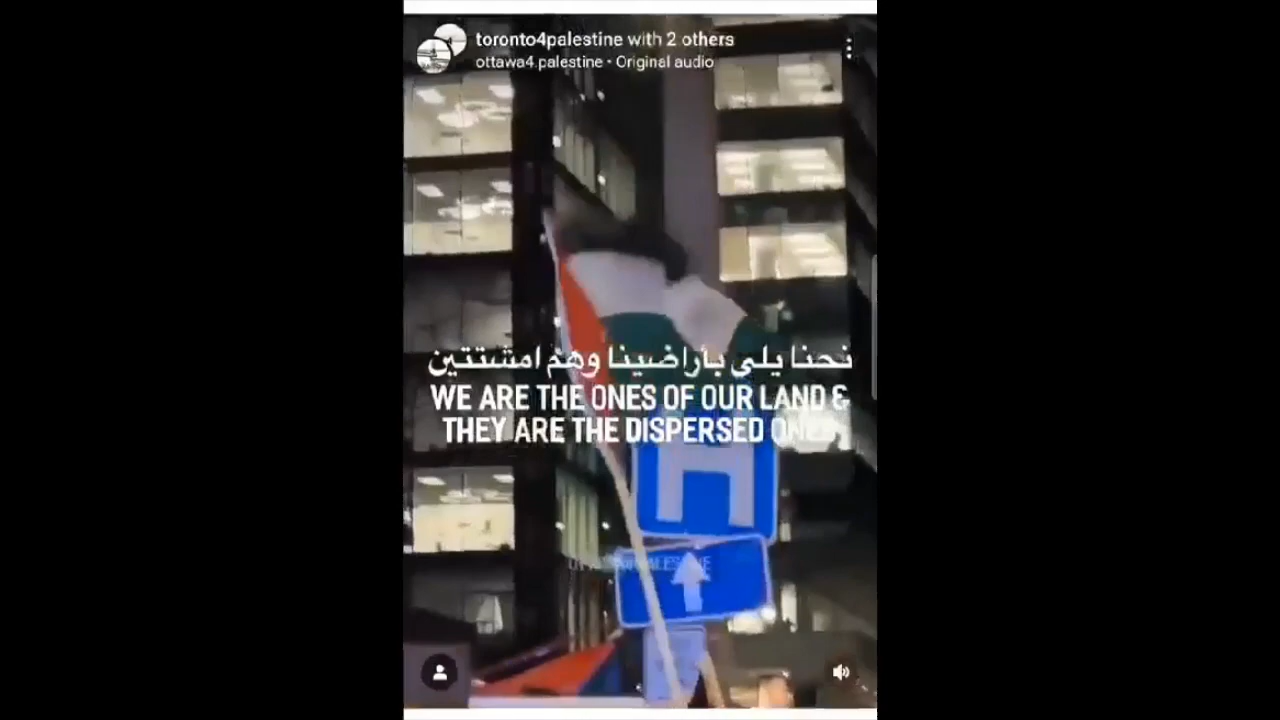 toronto4palestine with 2 others
ottawa4.palestine • Original audio
نحنا يلي بأراضينا وهم امشتتين
WE ARE THE ONES OF OUR LAND &
THEY ARE THE DISPERSED ONES
H